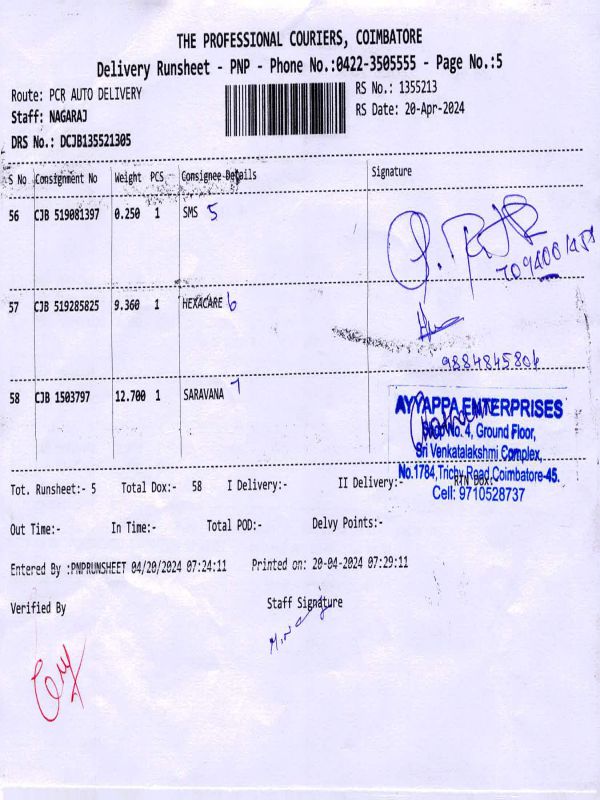 THE PROFESSIONAL COURIERS, COIMBATORE
Delivery Runsheet - PNP - Phone No.:0422-3505555 - Page No.:5
Route: PCR AUTO DELIVERY
RS No.: 1355213
Staff: NAGARAJ
RS Date: 20-Apr-2024
DRS No.: DCJB135521305
S No Consignment No Weight PCS Consignee Details Signature
56 CJB 519081397 0.250 1 SMS 5
57 CJB 519285825 9.360 1 HEXACARE 6
9884845806
58 CJB 1503797 12.700 1 SARAVANA 7
AYYAPPA ENTERPRISES
Shop No. 4, Ground Floor,
Sri Venkatalakshmi Complex,
No.1784, Trichy Road, Coimbatore-45.
Cell: 9710528737
Tot. Runsheet:- 5 Total Dox:- 58 I Delivery:- II Delivery:- RTN Dox:-
Out Time:- In Time:- Total POD:- Delvy Points:-
Entered By :PNPRUNSHEET 04/20/2024 07:24:11 Printed on: 20-04-2024 07:29:11
Verified By Staff Signature